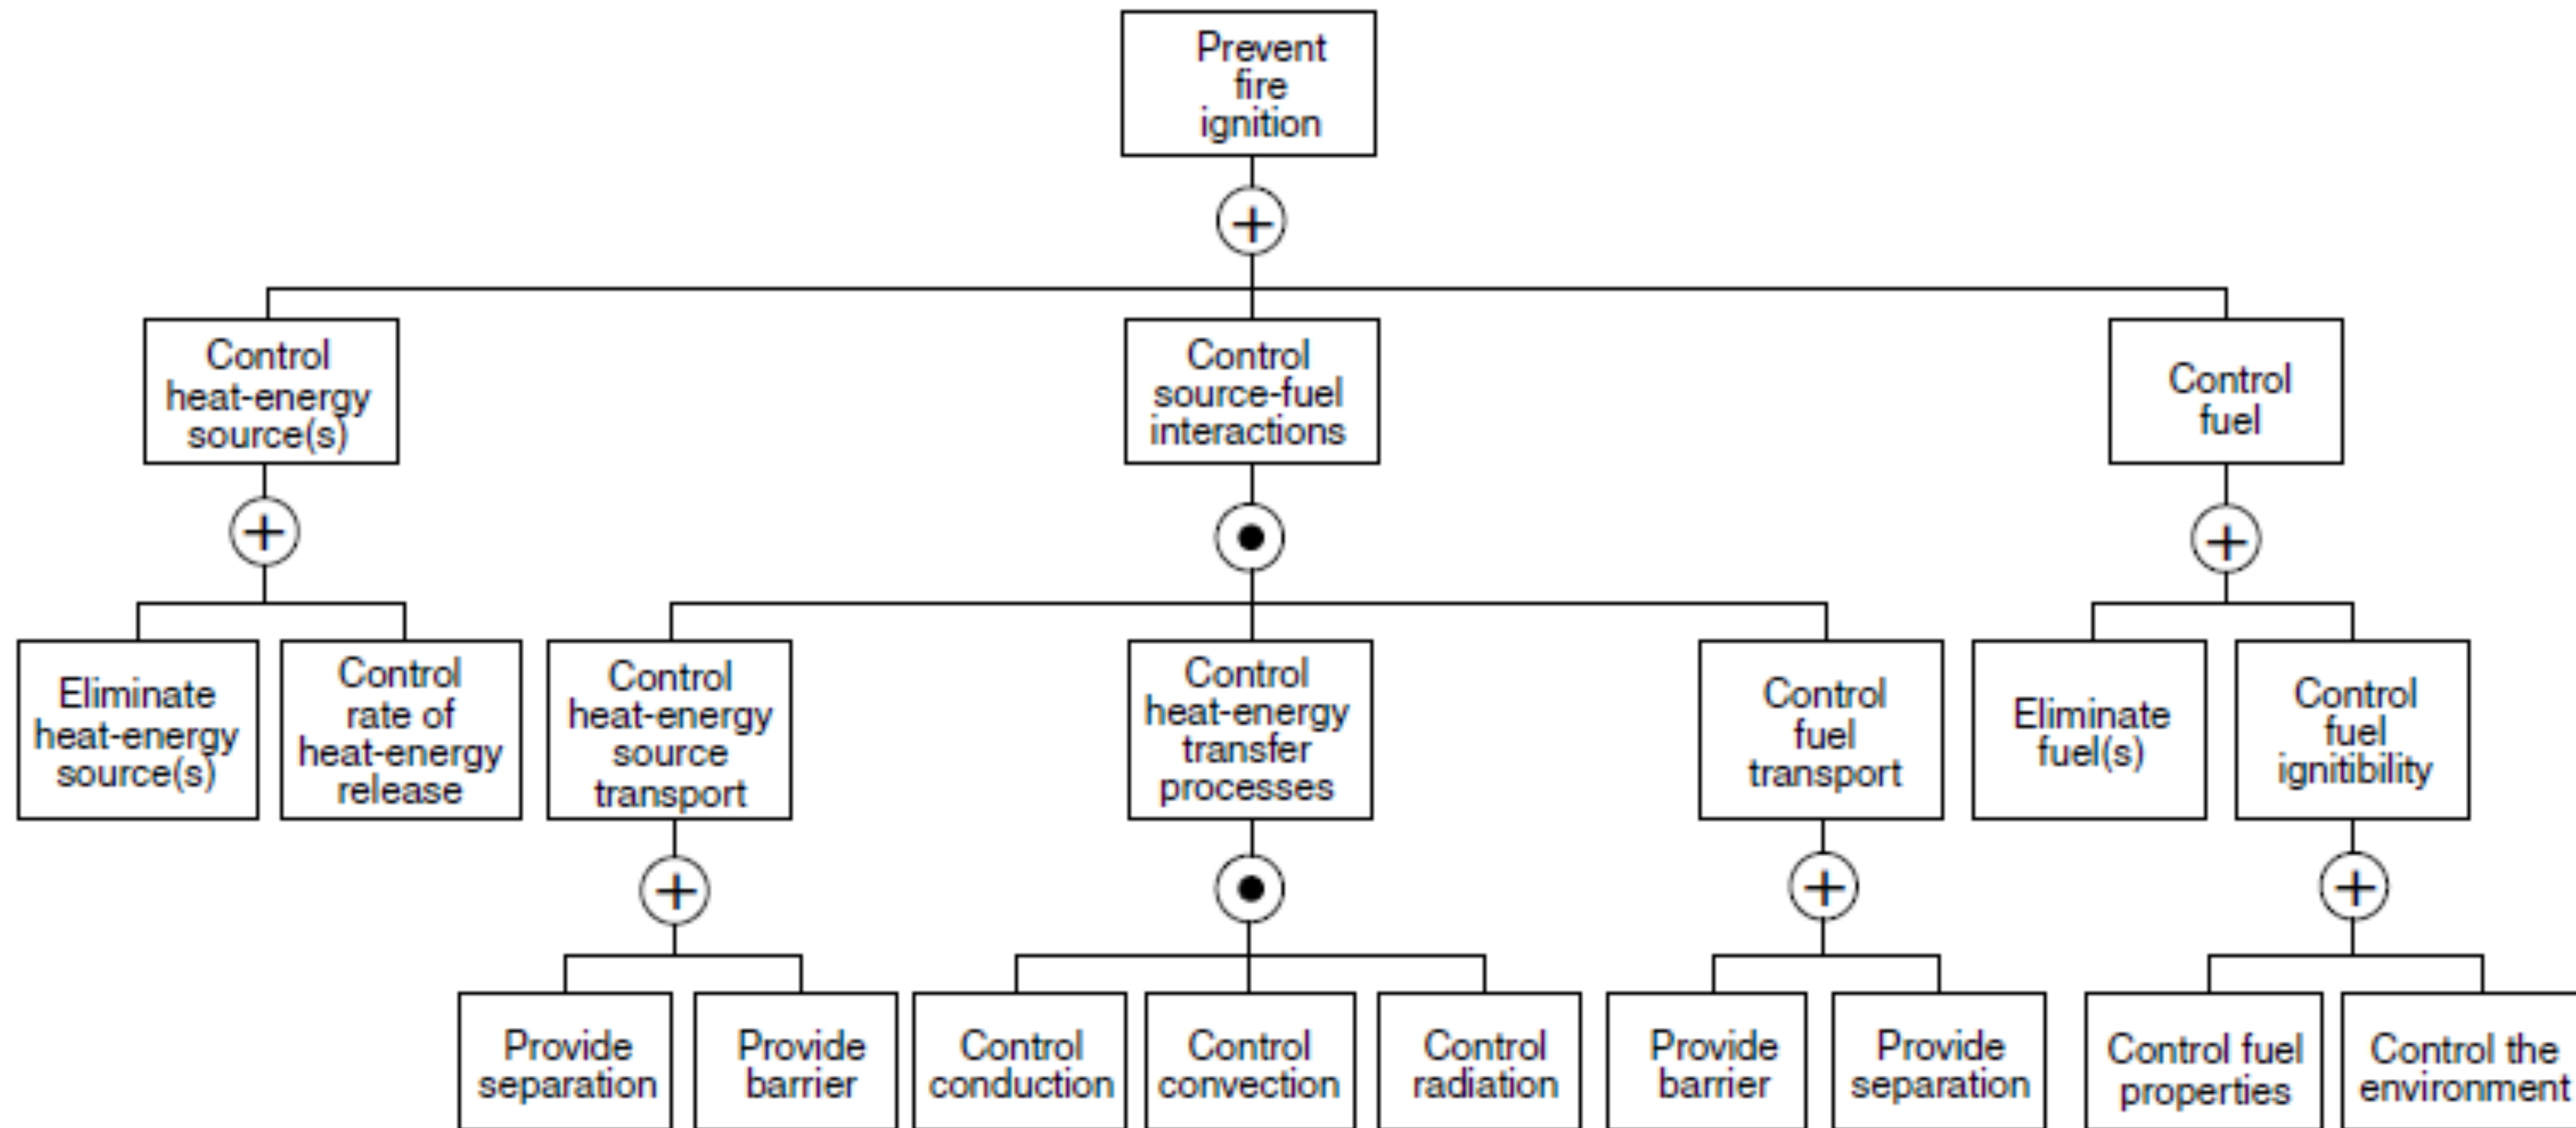 Prevent
fire
ignition
Control
heat-energy
source(s)
Control
source-fuel
interactions
Control
fuel
Eliminate
heat-energy
source(s)
Control
rate of
heat-energy
release
Control
heat-energy
source
transport
Control
heat-energy
transfer
processes
Control
fuel
transport
Eliminate
fuel(s)
Control
fuel
ignitibility
Provide
separation
Provide
barrier
Control
conduction
Control
convection
Control
radiation
Provide
barrier
Provide
separation
Control fuel
properties
Control the
environment